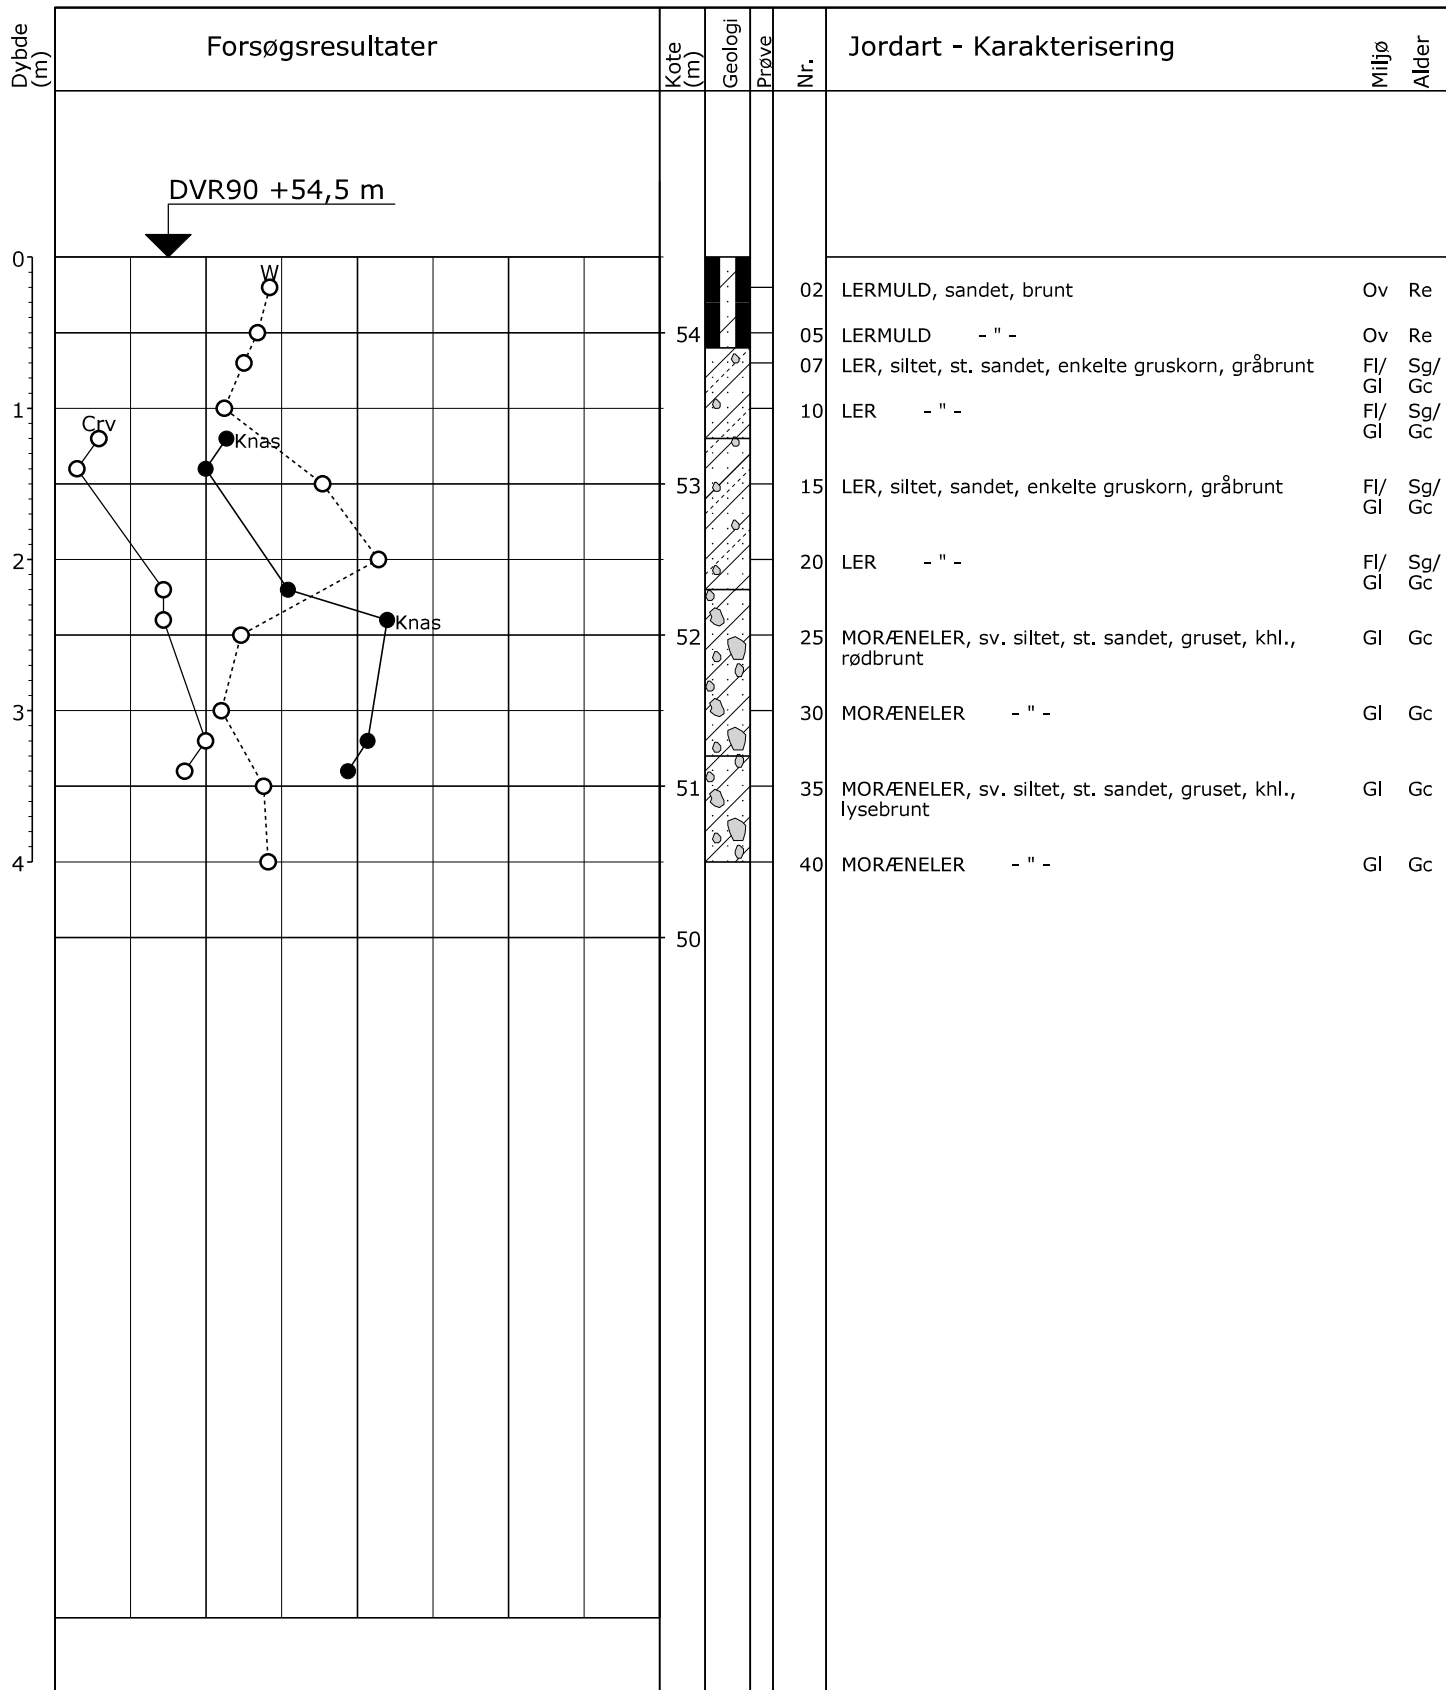 Dybde (m)
Forsøgsresultater
Kote (m)
Geologi
Prøve
Nr.
Jordart - Karakterisering
Miljø
Alder
DVR90 +54,5 m
0
W
02 LERMULD, sandet, brunt Ov Re
54
05 LERMULD - " - Ov Re
07 LER, siltet, st. sandet, enkelte gruskorn, gråbrunt Fl/ Sg/
Gl Gc
1
10 LER - " - Fl/ Sg/
Gl Gc
Crv
Knas
53
15 LER, siltet, sandet, enkelte gruskorn, gråbrunt Fl/ Sg/
Gl Gc
2
20 LER - " - Fl/ Sg/
Gl Gc
Knas
52
25 MORÆNELER, sv. siltet, st. sandet, gruset, khl., Gl Gc
rødbrunt
3
30 MORÆNELER - " - Gl Gc
51
35 MORÆNELER, sv. siltet, st. sandet, gruset, khl., Gl Gc
lysebrunt
4
40 MORÆNELER - " - Gl Gc
50